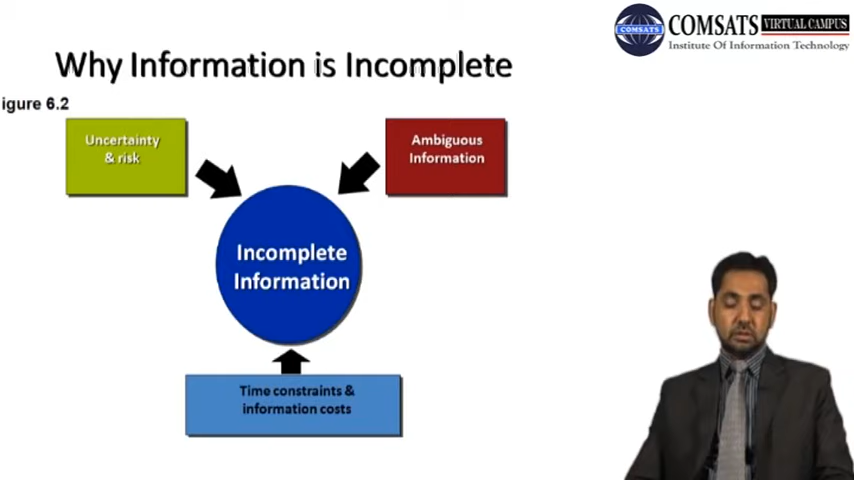 COMSATS
COMSATS VIRTUAL CAMPUS
Institute Of Information Technology
Why Information is Incomplete
igure 6.2
Uncertainty
& risk
Ambiguous
Information
Incomplete
Information
Time constraints &
information costs